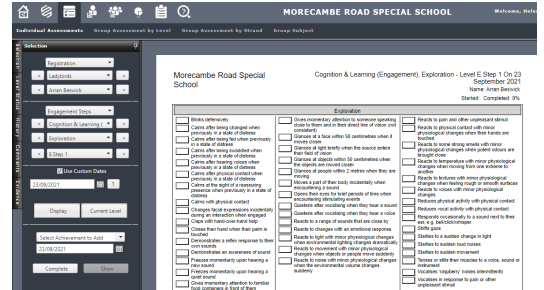 MORECAMBE ROAD SPECIAL SCHOOL
Welcome, Hele
Individual Assessments Group Assessment by Level Group Assessment by Strand Group Subject
Selection
Registration
Ladybirds
Arran Berwick
Engagement Steps
Cognition & Learning (
Exploration
E.Step 1
Use Custom Dates
23/09/2021
Display Current Level
Select Achievement to Add
23/09/2021
Complete Show
Selection Level Status History Comments Evidence
Morecambe Road Special
School
Cognition & Learning (Engagement), Exploration - Level E.Step 1 On 23
September 2021
Name: Arran Berwick
Started: Completed: 0%
Exploration
Blinks defensively
Calms after being changed when
previously in a state of distress
Calms after being fed when previously
in a state of distress
Calms after being swaddled when
previously in a state of distress
Calms after hearing voices when
previously in a state of distress
Calms after physical contact when
previously in a state of distress
Calms at the sight of a reassuring
presence when previously in a state of
distress
Calms with physical contact
Changes facial expressions incidentally
during an interaction when engaged
Claps with hand-over-hand help
Closes their hand when their palm is
touched
Demonstrates a reflex response to their
own sounds
Demonstrates an awareness of sound
Freezes momentarily upon hearing a
new sound
Freezes momentarily upon hearing a
quiet sound
Gives momentary attention to familiar
food containers in front of them
Gives momentary attention to someone speaking
close to them and in their direct line of vision (not
consistent)
Glances at a face within 50 centimetres when it
moves closer
Glances at light briefly when the source enters
their field of vision
Glances at objects within 50 centimetres when
the objects are moved closer
Glances at people within 2 metres when they are
moving
Moves a part of their body incidentally when
encountering a sound
Opens their eyes for brief periods of time when
encountering stimulating events
Quietens after vocalising when they hear a sound
Quietens after vocalising when they hear a voice
Reacts to a range of sounds that are close by
Reacts to changes with an emotional response
Reacts to light with minor physiological changes
when environmental lighting changes dramatically
Reacts to movement with minor physiological
changes when objects or people move suddenly
Reacts to noise with minor physiological changes
when the environmental volume changes
suddenly
Reacts to pain and other unpleasant stimuli
Reacts to physical contact with minor
physiological changes when their hands are
touched
Reacts to some strong smells with minor
physiological changes when potent odours are
brought close
Reacts to temperature with minor physiological
changes when moving from one extreme to
another
Reacts to textures with minor physiological
changes when feeling rough or smooth surfaces
Reacts to voices with minor physiological
changes
Reduces physical activity with physical contact
Reduces vocal activity with physical contact
Responds occasionally to a sound next to their
ear, e.g. bell/click/whisper
Shifts gaze
Startles to a sudden change in light
Startles to sudden loud noises
Startles to sudden movement
Tenses or stills their muscles to a voice, sound or
instrument
Vocalises 'raspberry' noises intermittently
Vocalises in response to pain or other
unpleasant stimuli